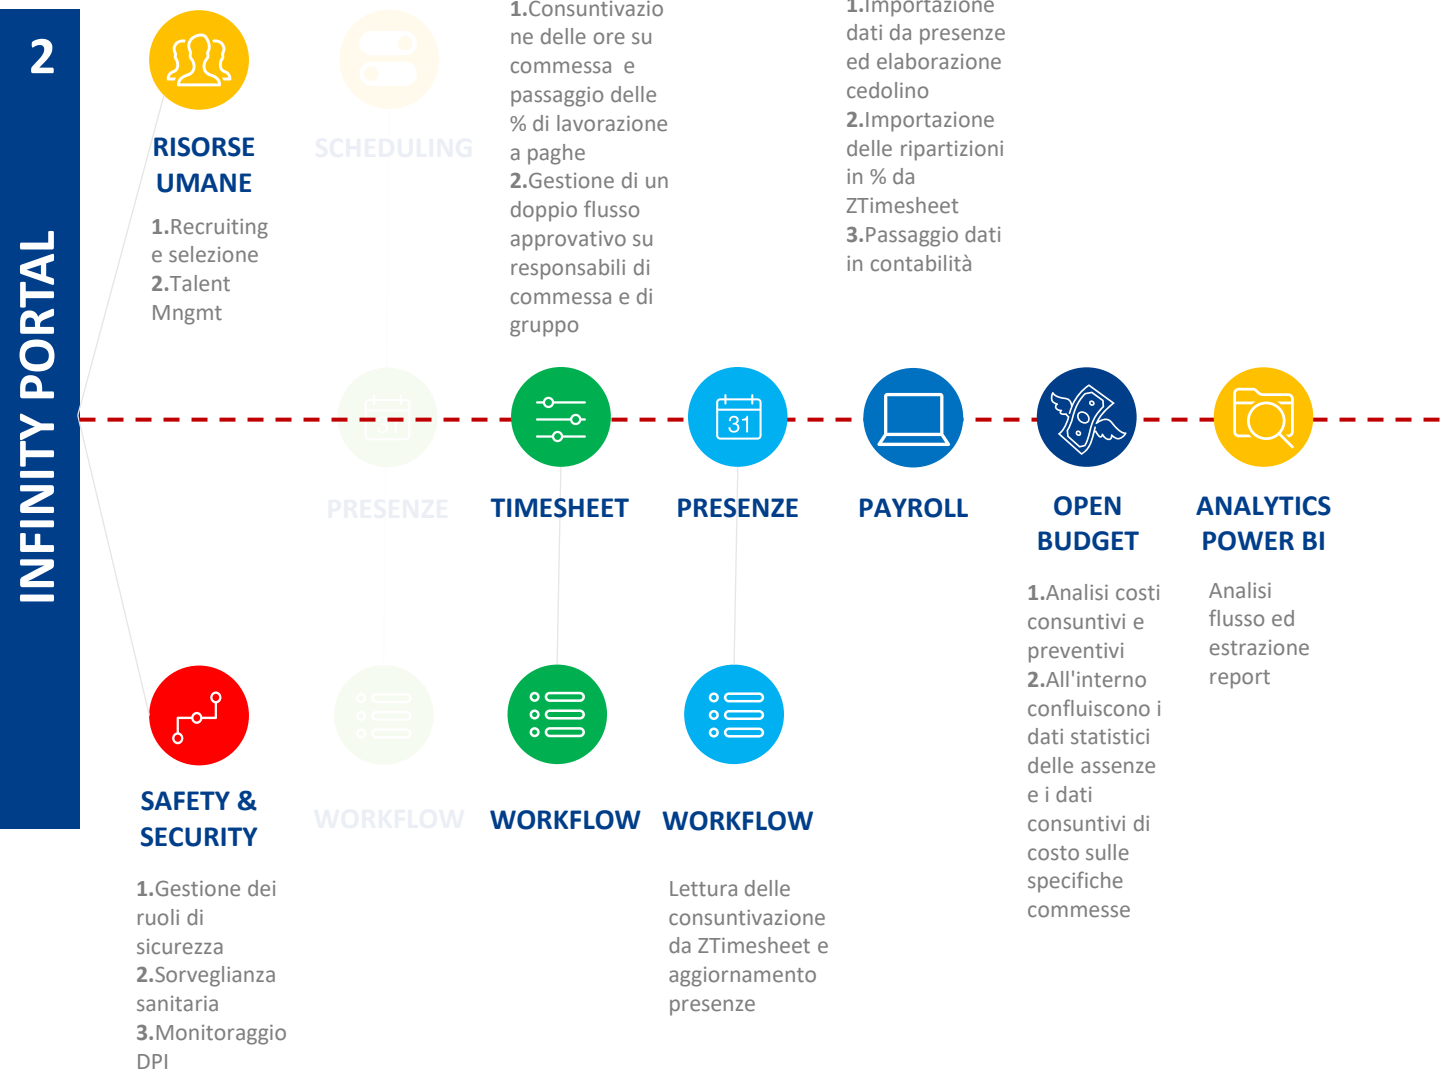 2
INFINITY PORTAL
RISORSE
UMANE
1.Recruiting
e selezione
2.Talent
Mngmt
SCHEDULING
1.Consuntivazio
ne delle ore su
commessa e
passaggio delle
% di lavorazione
a paghe
2.Gestione di un
doppio flusso
approvativo su
responsabili di
commessa e di
gruppo
1.Importazione
dati da presenze
ed elaborazione
cedolino
2.Importazione
delle ripartizioni
in % da
ZTimesheet
3.Passaggio dati
in contabilità
31
PRESENZE
TIMESHEET
PRESENZE
PAYROLL
OPEN
BUDGET
ANALYTICS
POWER BI
1.Analisi costi
consuntivi e
preventivi
2.All'interno
confluiscono i
dati statistici
delle assenze
e i dati
consuntivi di
costo sulle
specifiche
commesse
Analisi
flusso ed
estrazione
report
SAFETY &
SECURITY
1.Gestione dei
ruoli di
sicurezza
2.Sorveglianza
sanitaria
3.Monitoraggio
DPI
WORKFLOW
WORKFLOW
WORKFLOW
Lettura delle
consuntivazione
da ZTimesheet e
aggiornamento
presenze